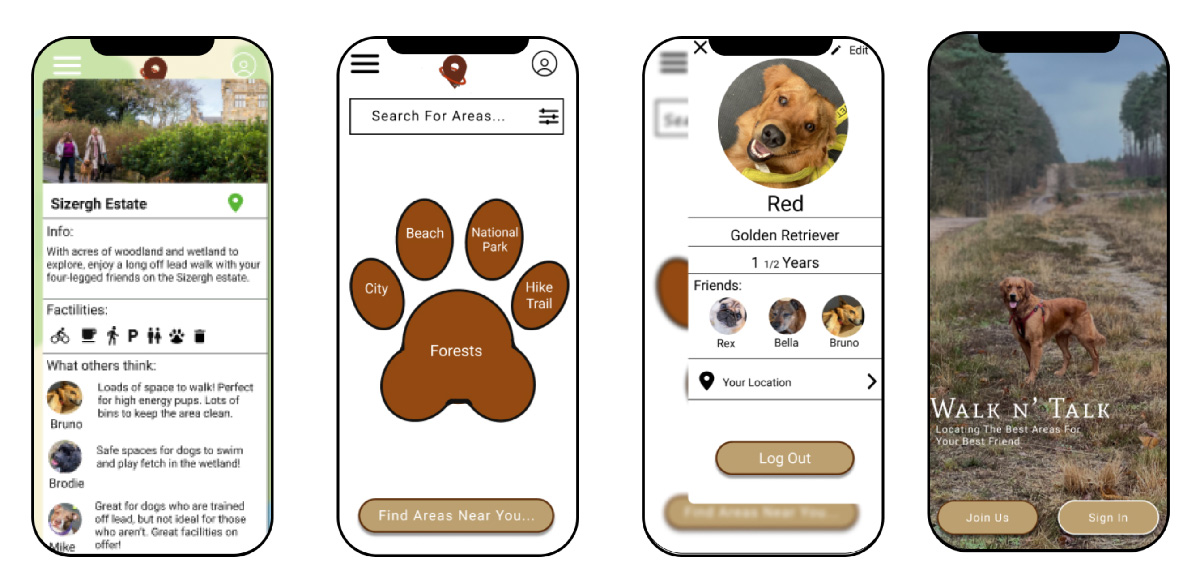 Sizergh Estate
Info:
With acres of woodland and wetland to
explore, enjoy a long off lead walk with your
four-legged friends on the Sizergh estate.
Factilities:
P
What others think:
Loads of space to walk! Perfect
for high energy pups. Lots of
bins to keep the area clean.
Bruno
Safe spaces for dogs to swim
and play fetch in the wetland!
Brodie
Great for dogs who are trained
off lead, but not ideal for those
who aren't. Great facilities on
offer!
Mike
Search For Areas...
Beach
National
Park
City
Hike
Trail
Forests
Find Areas Near You...
Edit
Sea
Red
Golden Retriever
1 1/2 Years
Friends:
Rex
Bella
Bruno
Your Location
Log Out
Find Areas Near You...
Walk n' Talk
Locating The Best Areas For
Your Best Friend
Join Us
Sign In